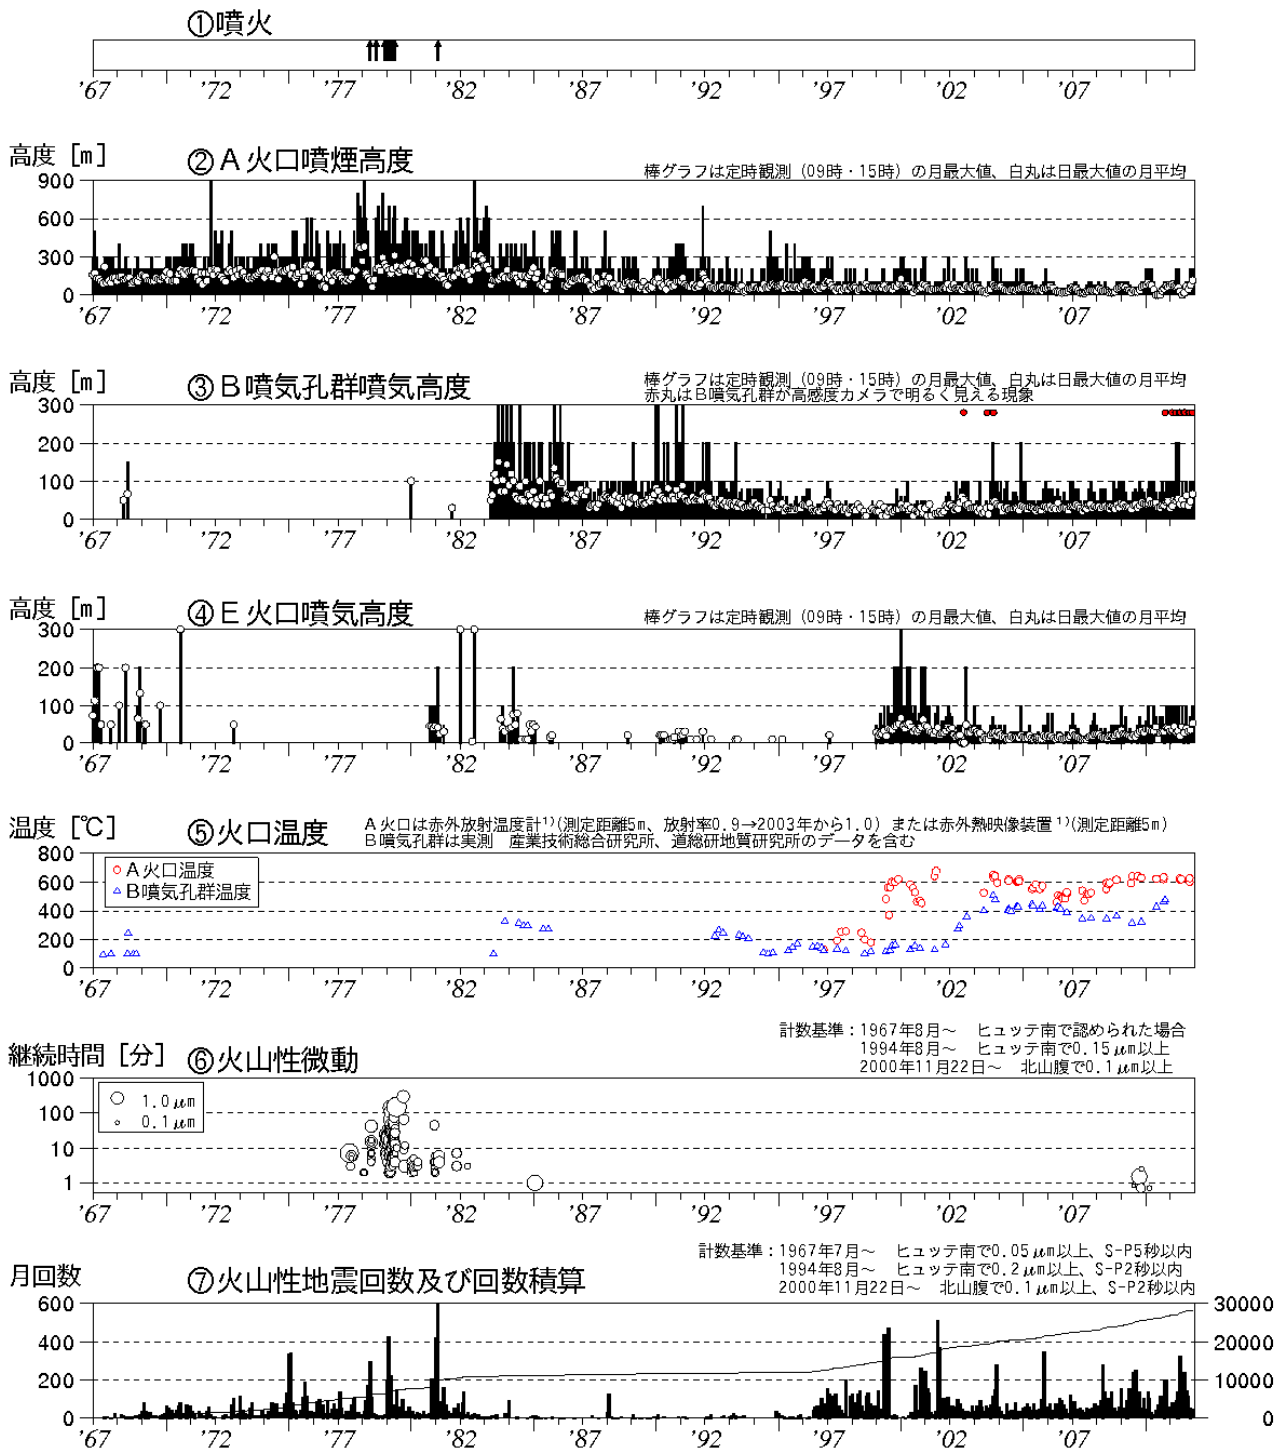 ①噴火
'67 '72 '77 '82 '87 '92 '97 '02 '07
高度 [m] ②A火口噴煙高度
棒グラフは定時観測 (09時・15時) の月最大値、白丸は日最大値の月平均
900
600
300
0
'67 '72 '77 '82 '87 '92 '97 '02 '07
高度 [m] ③B噴気孔群噴気高度
棒グラフは定時観測 (09時・15時) の月最大値、白丸は日最大値の月平均
赤丸はB噴気孔群が高感度カメラで明るく見える現象
300
200
100
0
'67 '72 '77 '82 '87 '92 '97 '02 '07
高度 [m] ④E火口噴気高度
棒グラフは定時観測 (09時・15時) の月最大値、白丸は日最大値の月平均
300
200
100
0
'67 '72 '77 '82 '87 '92 '97 '02 '07
温度 [℃] ⑤火口温度
A火口は赤外放射温度計1)(測定距離5m、放射率0.9→2003年から1.0) または赤外熱映像装置1)(測定距離5m)
B噴気孔群は実測 産業技術総合研究所、道総研地質研究所のデータを含む
800
600
400
200
0
A火口温度
B噴気孔群温度
'67 '72 '77 '82 '87 '92 '97 '02 '07
計数基準：1967年8月～ ヒュッテ南で認められた場合
1994年8月～ ヒュッテ南で0.15μm以上
2000年11月22日～ 北山腹で0.1μm以上
継続時間 [分] ⑥火山性微動
1000
100
10
1
1.0μm
0.1μm
'67 '72 '77 '82 '87 '92 '97 '02 '07
計数基準：1967年7月～ ヒュッテ南で0.05μm以上、S-P5秒以内
1994年8月～ ヒュッテ南で0.2μm以上、S-P2秒以内
2000年11月22日～ 北山腹で0.1μm以上、S-P2秒以内
月回数 ⑦火山性地震回数及び回数積算
600 30000
400 20000
200 10000
0 0
'67 '72 '77 '82 '87 '92 '97 '02 '07